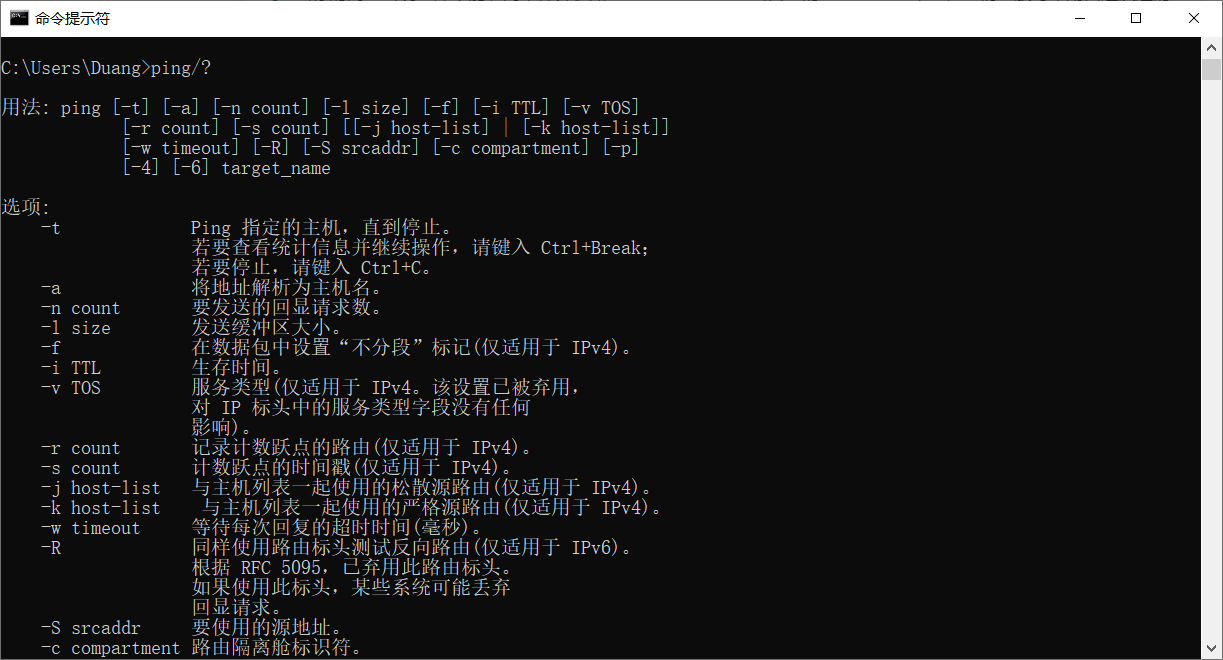 命令提示符
C:\Users\Duang>ping/?
用法: ping [-t] [-a] [-n count] [-l size] [-f] [-i TTL] [-v TOS]
[-r count] [-s count] [[-j host-list] | [-k host-list]]
[-w timeout] [-R] [-S srcaddr] [-c compartment] [-p]
[-4] [-6] target_name
选项:
-t Ping 指定的主机，直到停止。
若要查看统计信息并继续操作，请键入 Ctrl+Break;
若要停止，请键入 Ctrl+C。
-a 将地址解析为主机名。
-n count 要发送的回显请求数。
-l size 发送缓冲区大小。
-f 在数据包中设置“不分段”标记(仅适用于 IPv4)。
-i TTL 生存时间。
-v TOS 服务类型(仅适用于 IPv4。该设置已被弃用，
对 IP 标头中的服务类型字段没有任何
影响)。
-r count 记录计数跃点的路由(仅适用于 IPv4)。
-s count 计数跃点的时间戳(仅适用于 IPv4)。
-j host-list 与主机列表一起使用的松散源路由(仅适用于 IPv4)。
-k host-list 与主机列表一起使用的严格源路由(仅适用于 IPv4)。
-w timeout 等待每次回复的超时时间(毫秒)。
-R 同样使用路由标头测试反向路由(仅适用于 IPv6)。
根据 RFC 5095，已弃用此路由标头。
如果使用此标头，某些系统可能丢弃
回显请求。
-S srcaddr 要使用的源地址。
-c compartment 路由隔离舱标识符。